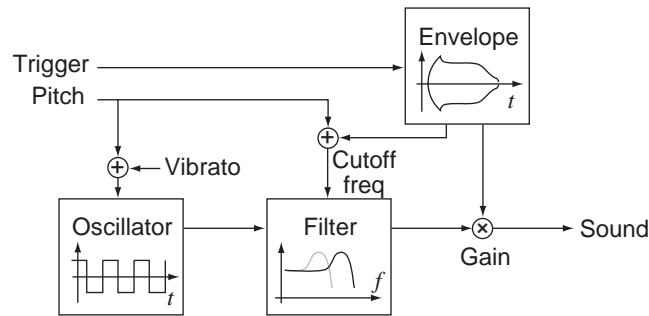 Envelope
t
Trigger
Pitch
+
+
Vibrato
Cutoff
freq
Oscillator
t
Filter
f
×
Gain
Sound